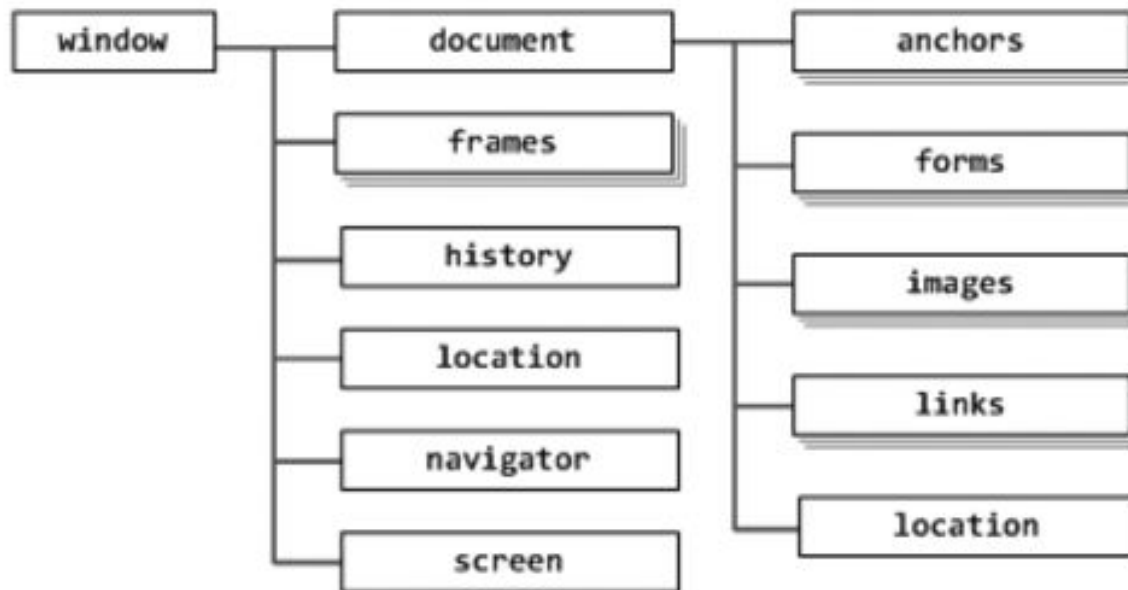 window
document
anchors
frames
forms
history
images
location
links
navigator
location
screen